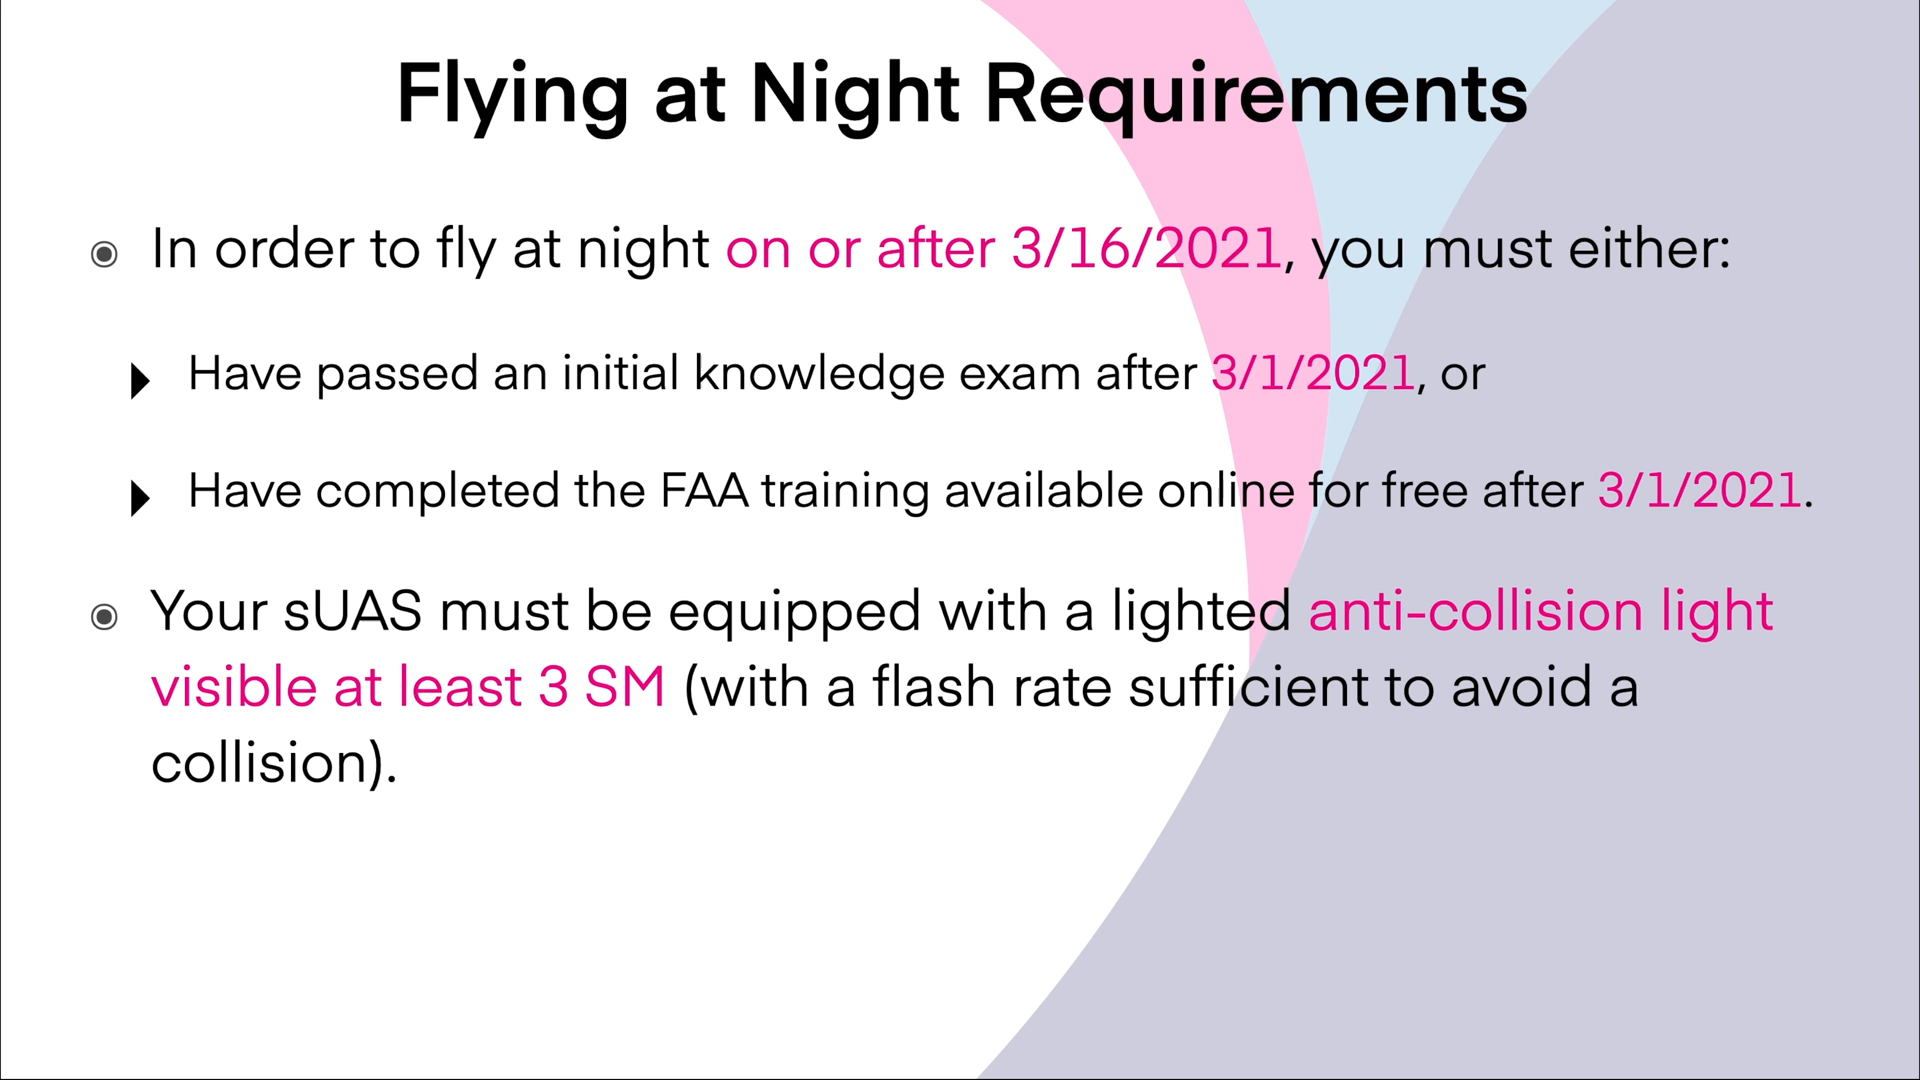 Flying at Night Requirements
In order to fly at night on or after 3/16/2021, you must either:
Have passed an initial knowledge exam after 3/1/2021, or
Have completed the FAA training available online for free after 3/1/2021.
Your sUAS must be equipped with a lighted anti-collision light
visible at least 3 SM (with a flash rate sufficient to avoid a
collision).